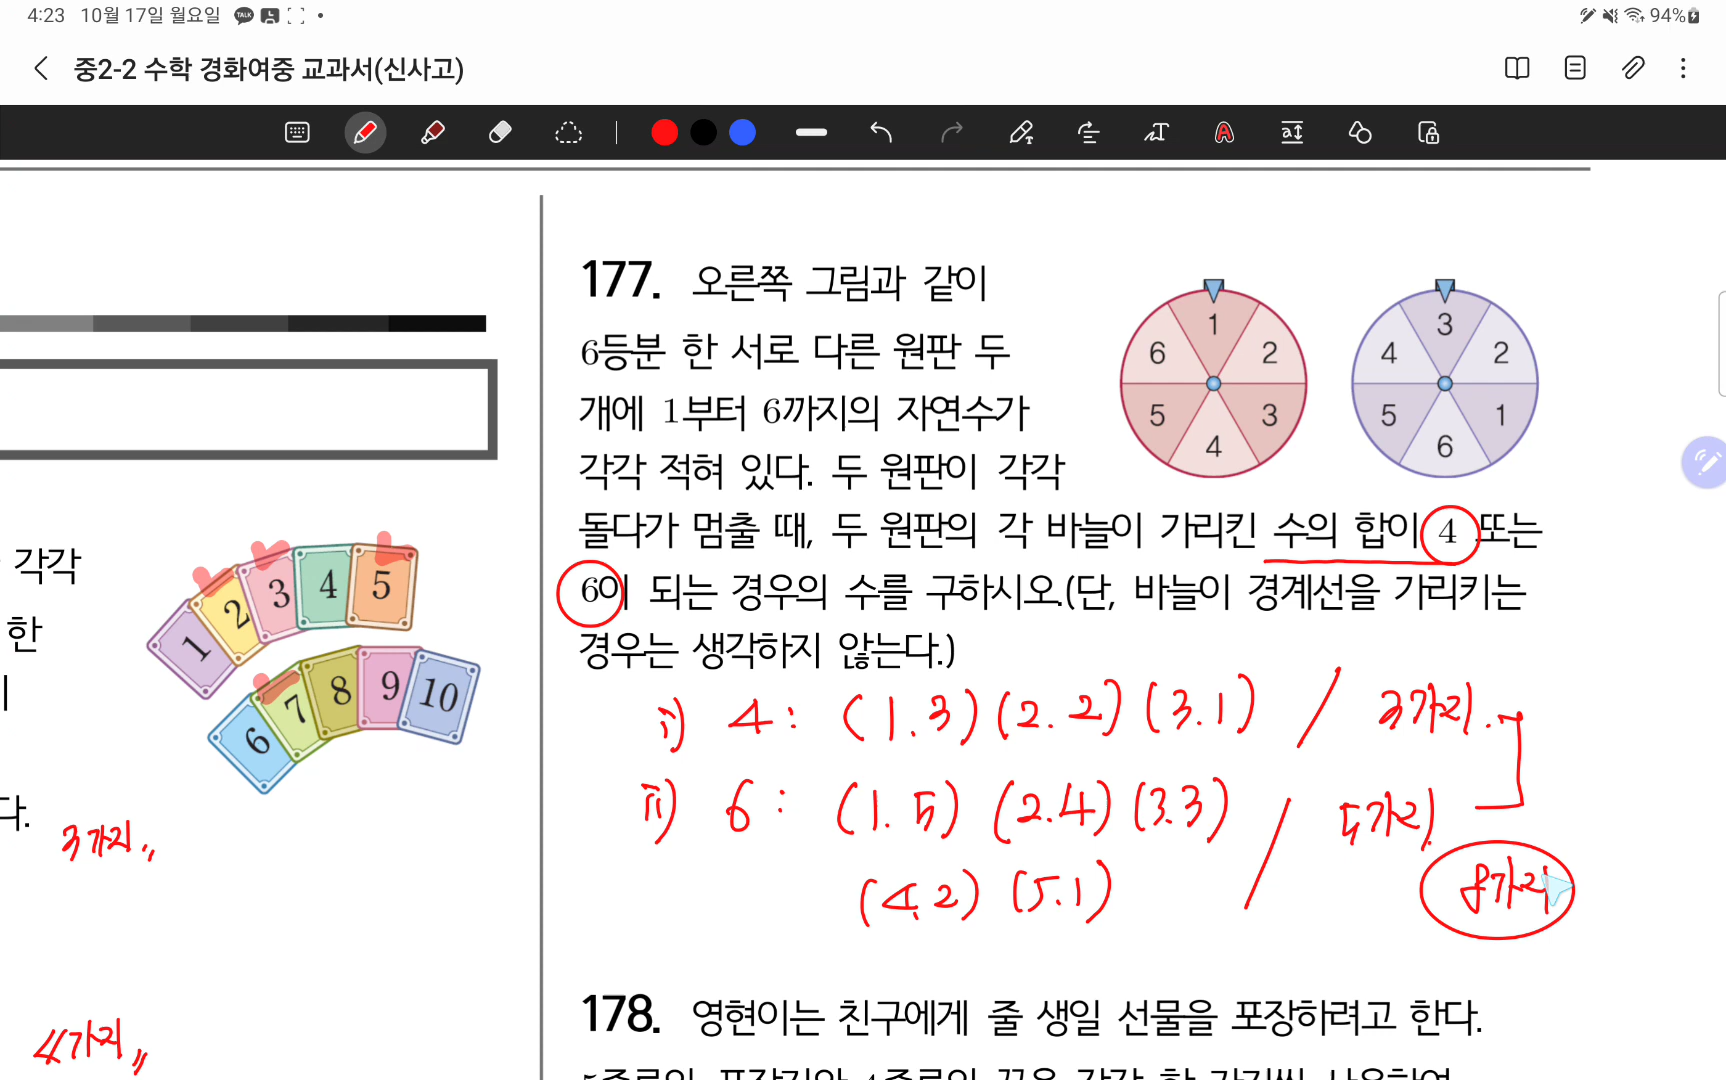 4:23 10월 17일 월요일 TALK 94%
중2-2 수학 경화여중 교과서(신사고)
177. 오른쪽 그림과 같이
6등분 한 서로 다른 원판 두
개에 1부터 6까지의 자연수가
각각 적혀 있다. 두 원판이 각각
돌다가 멈출 때, 두 원판의 각 바늘이 가리킨 수의 합이 4 또는
6이 되는 경우의 수를 구하시오.(단, 바늘이 경계선을 가리키는
경우는 생각하지 않는다.)
1 2 3 4 5 6
3 2 1 6 5 4
i) 4: (1.3) (2.2) (3.1) / 3가지.
ii) 6: (1.5) (2.4) (3.3) / 5가지
(4.2) (5.1)
8가지
178. 영현이는 친구에게 줄 생일 선물을 포장하려고 한다.
각각
한
다.
1 2 3 4 5
6 7 8 9 10
3가지
4가지